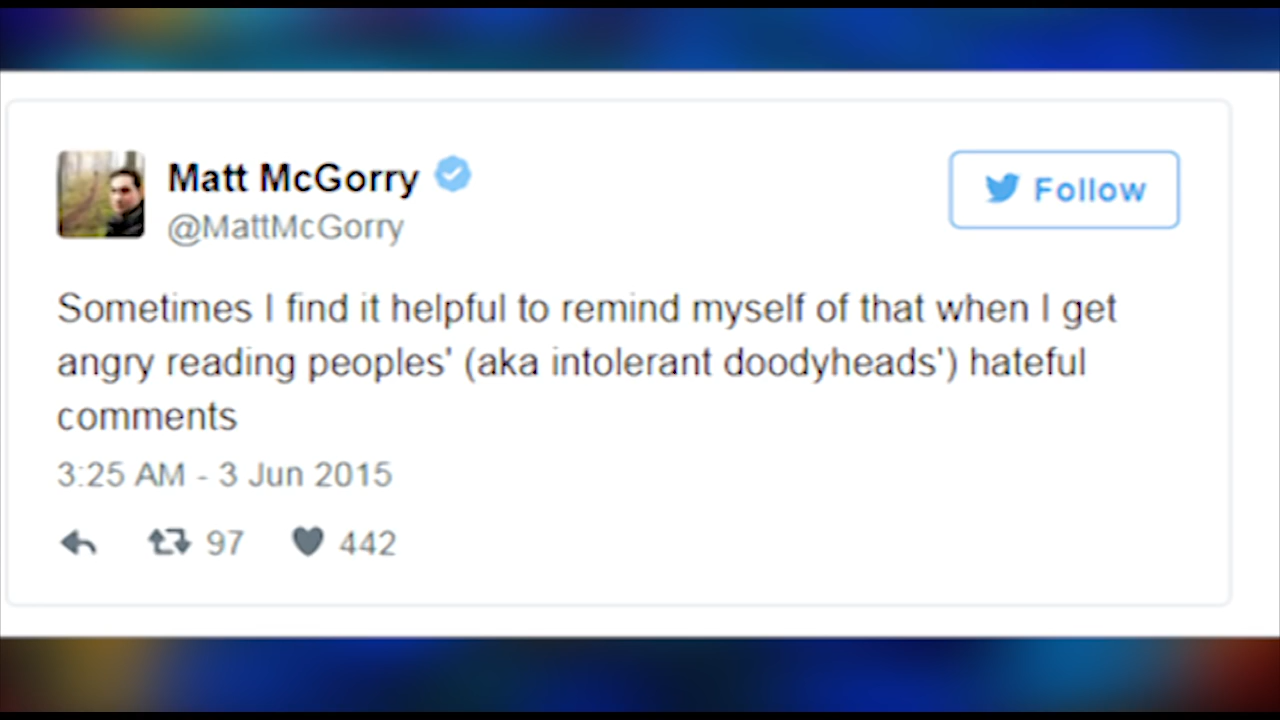 Matt McGorry
@MattMcGorry
Follow
Sometimes I find it helpful to remind myself of that when I get
angry reading peoples' (aka intolerant doodyheads') hateful
comments
3:25 AM - 3 Jun 2015
97 442